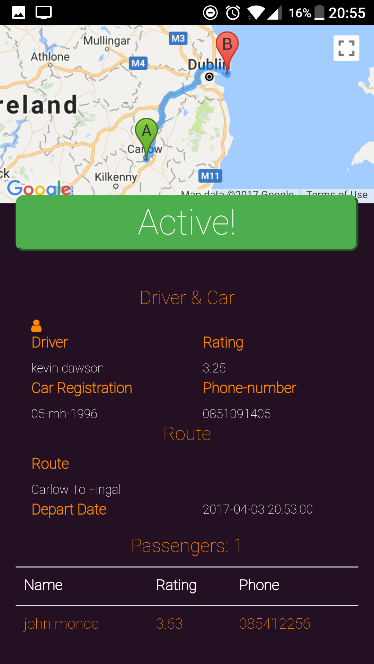 16% 20:55
Mullingar
M3
Athlone
M4
Dublin
B
reland
A
Carlow
Kilkenny
M11
Google
Map data ©2017 Google Terms of Use
Active!
Driver & Car
Driver Rating
kevin dawson 3.25
Car Registration Phone-number
05-mh-1996 0851091405
Route
Route
Carlow To Fingal
Depart Date 2017-04-03 20:53:00
Passengers: 1
Name Rating Phone
john monde 3.63 085412256